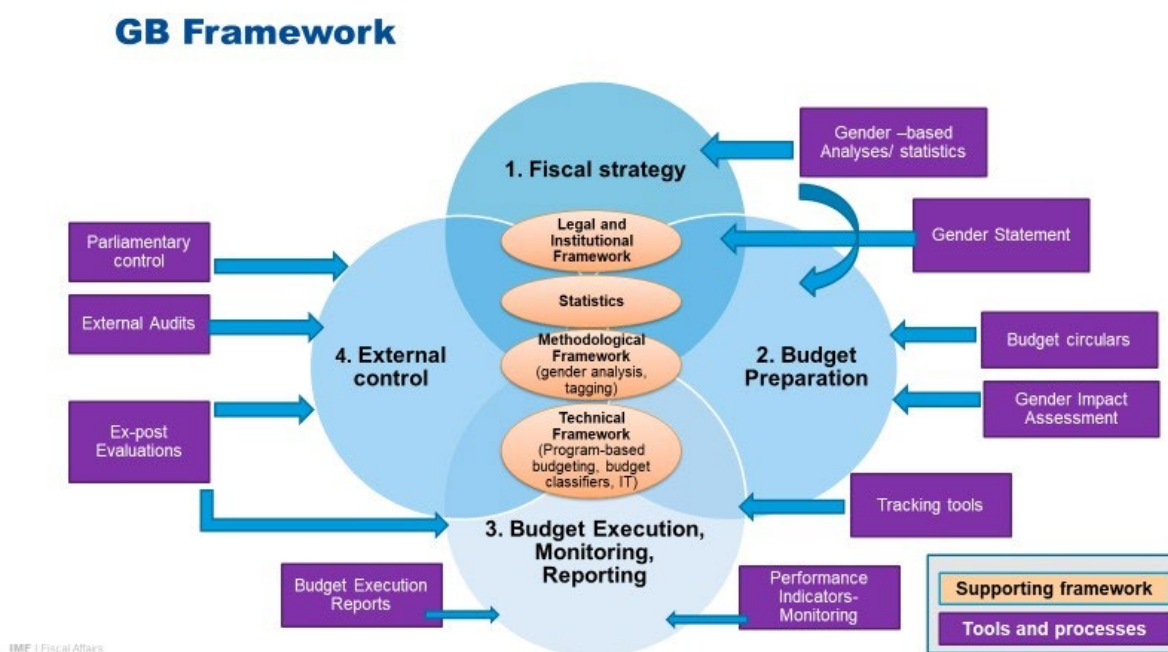 GB Framework
Gender –based
Analyses/ statistics
1. Fiscal strategy
Legal and
Institutional
Framework
Gender Statement
Parliamentary
control
Statistics
External Audits
Budget circulars
Methodological
Framework
(gender analysis,
tagging)
4. External
control
2. Budget
Preparation
Gender Impact
Assessment
Ex-post
Evaluations
Technical
Framework
(Program-based
budgeting, budget
classifiers, IT)
Tracking tools
3. Budget Execution,
Monitoring,
Reporting
Budget Execution
Reports
Performance
Indicators-
Monitoring
Supporting framework
Tools and processes
IMF | Fiscal Affairs